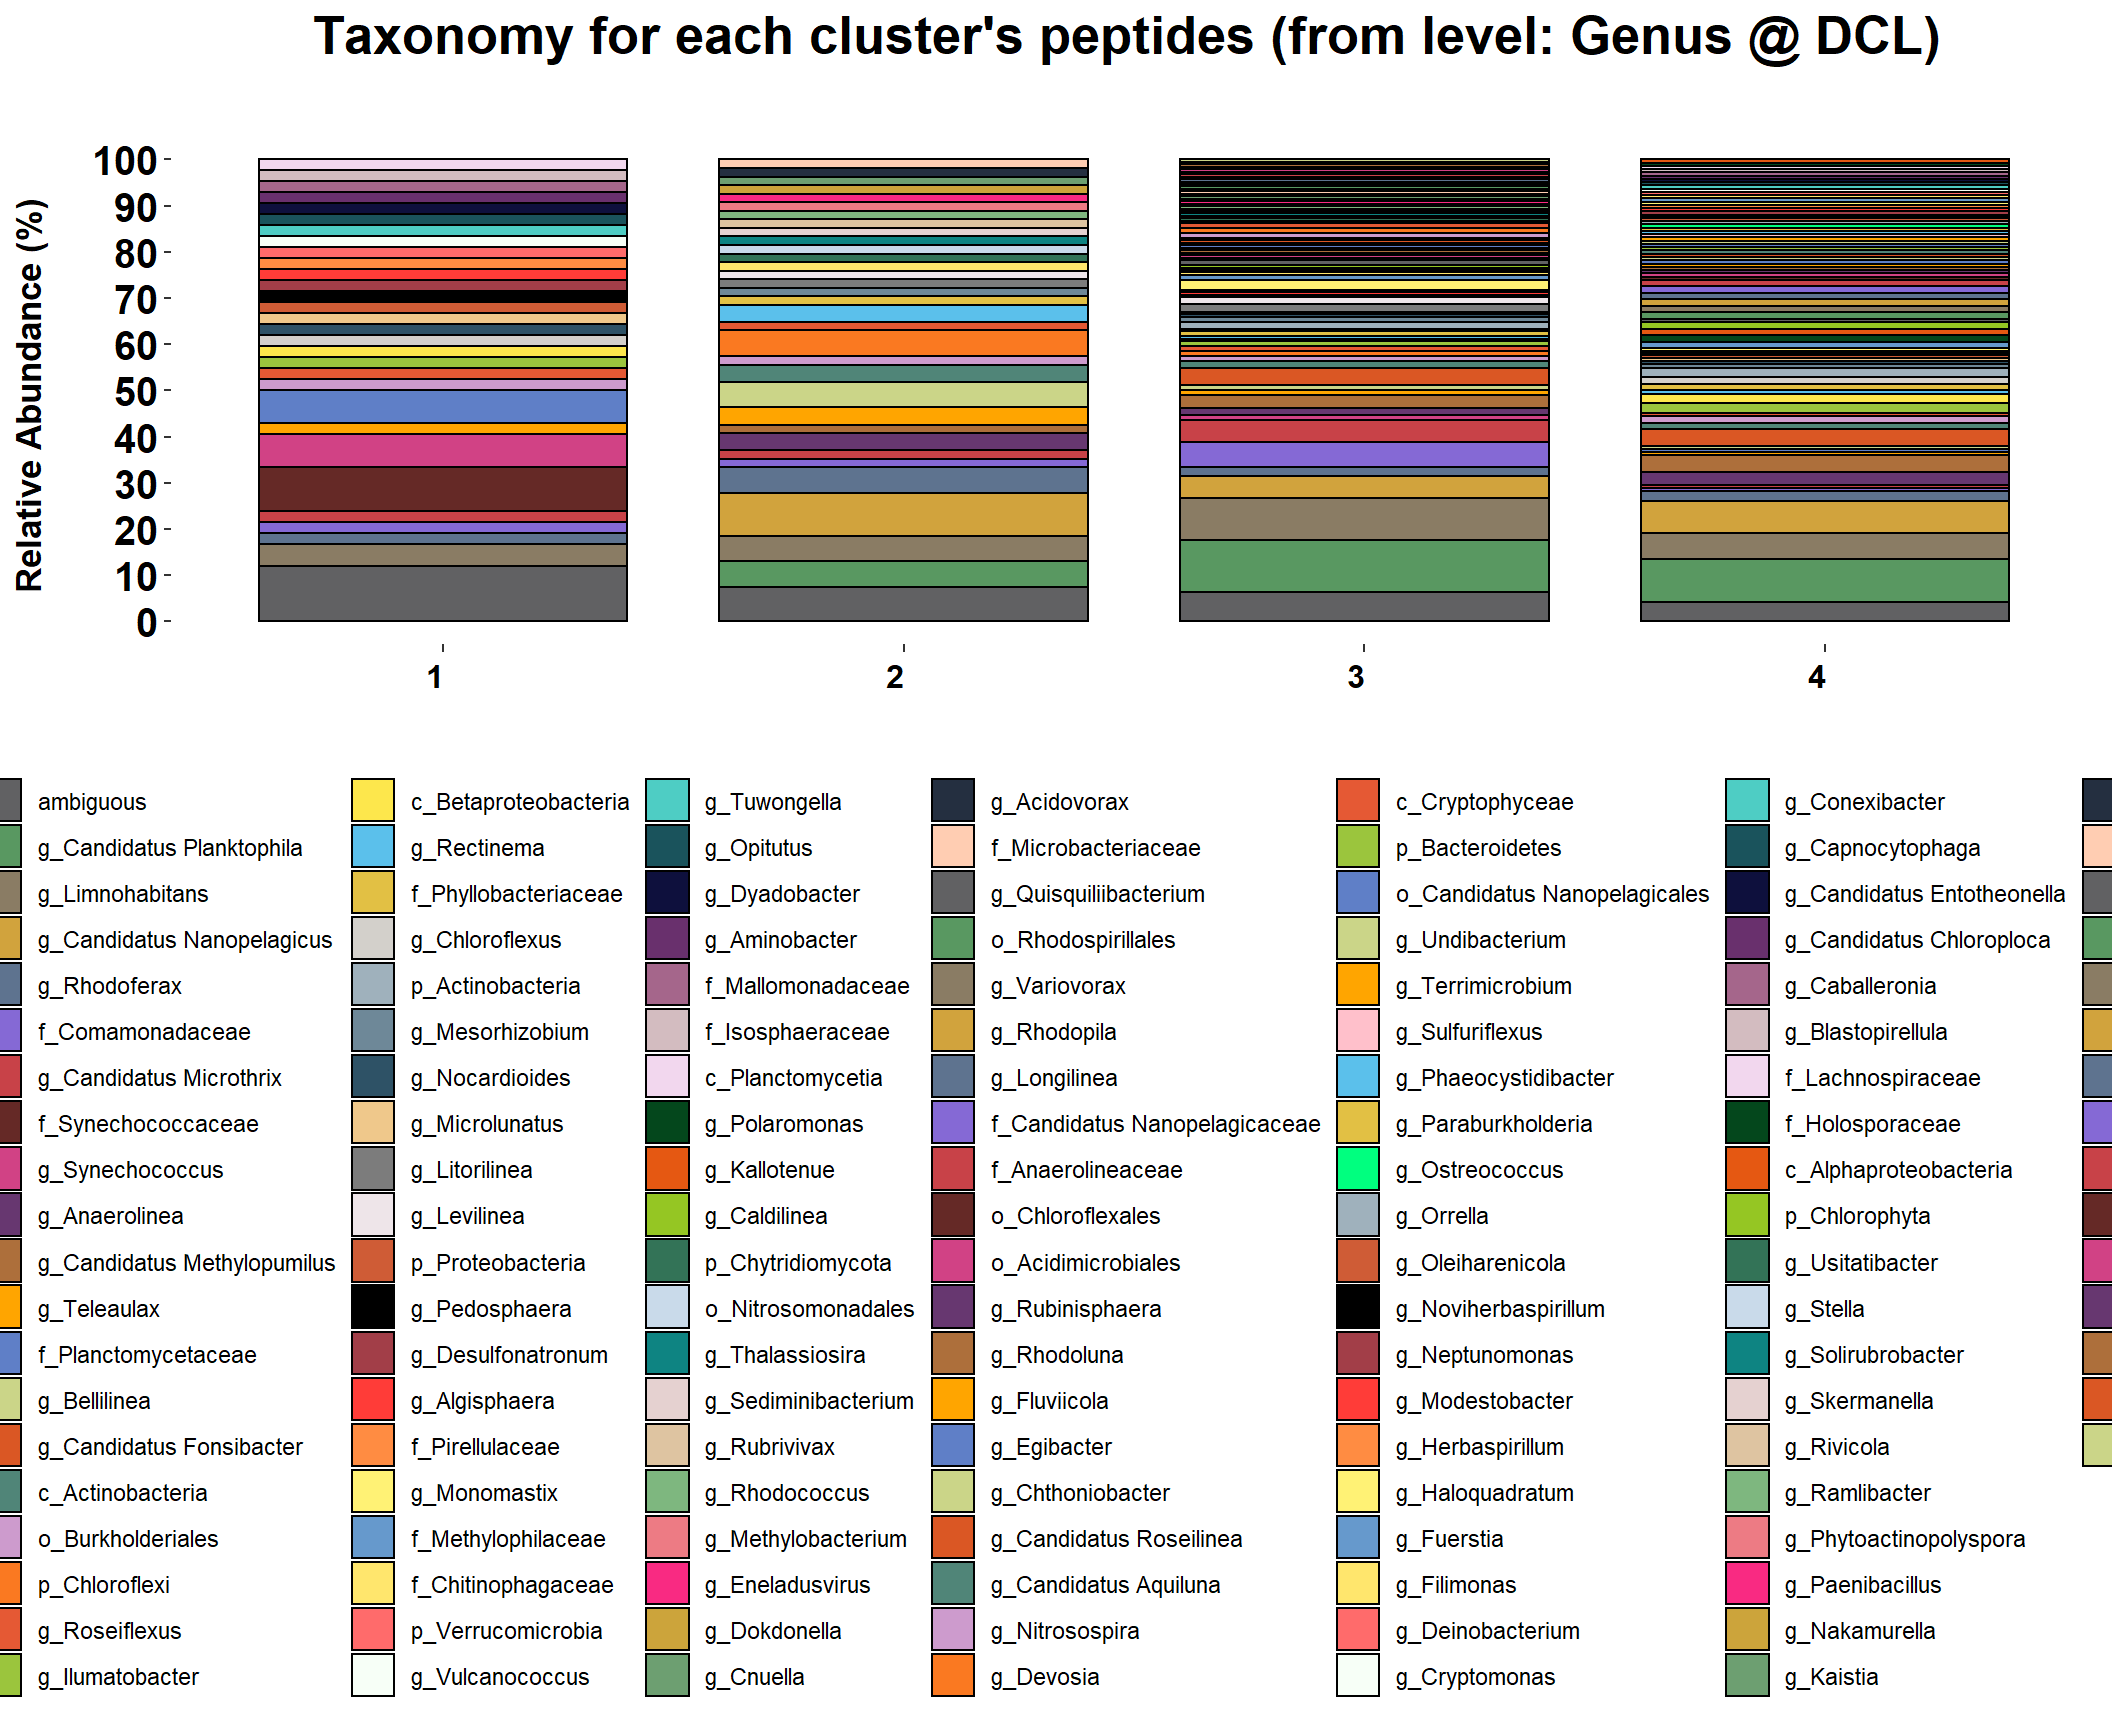 Taxonomy for each cluster's peptides (from level: Genus @ DCL)
Relative Abundance (%)
100
90
80
70
60
50
40
30
20
10
0
1
2
3
4
ambiguous
g_Candidatus Planktophila
g_Limnohabitans
g_Candidatus Nanopelagicus
g_Rhodoferax
f_Comamonadaceae
g_Candidatus Microthrix
f_Synechococcaceae
g_Synechococcus
g_Anaerolinea
g_Candidatus Methylopumilus
g_Teleaulax
f_Planctomycetaceae
g_Bellilinea
g_Candidatus Fonsibacter
c_Actinobacteria
o_Burkholderiales
p_Chloroflexi
g_Roseiflexus
g_Ilumatobacter
c_Betaproteobacteria
g_Rectinema
f_Phyllobacteriaceae
g_Chloroflexus
p_Actinobacteria
g_Mesorhizobium
g_Nocardioides
g_Microlunatus
g_Litorilinea
g_Levilinea
p_Proteobacteria
g_Pedosphaera
g_Desulfonatronum
g_Algisphaera
f_Pirellulaceae
g_Monomastix
f_Methylophilaceae
f_Chitinophagaceae
p_Verrucomicrobia
g_Vulcanococcus
g_Tuwongella
g_Opitutus
g_Dyadobacter
g_Aminobacter
f_Mallomonadaceae
f_Isosphaeraceae
c_Planctomycetia
g_Polaromonas
g_Kallotenue
g_Caldilinea
p_Chytridiomycota
o_Nitrosomonadales
g_Thalassiosira
g_Sediminibacterium
g_Rubrivivax
g_Rhodococcus
g_Methylobacterium
g_Eneladusvirus
g_Dokdonella
g_Cnuella
g_Acidovorax
f_Microbacteriaceae
g_Quisquiliibacterium
o_Rhodospirillales
g_Variovorax
g_Rhodopila
g_Longilinea
f_Candidatus Nanopelagicaceae
f_Anaerolineaceae
o_Chloroflexales
o_Acidimicrobiales
g_Rubinisphaera
g_Rhodoluna
g_Fluviicola
g_Egibacter
g_Chthoniobacter
g_Candidatus Roseilinea
g_Candidatus Aquiluna
g_Nitrosospira
g_Devosia
c_Cryptophyceae
p_Bacteroidetes
o_Candidatus Nanopelagicales
g_Undibacterium
g_Terrimicrobium
g_Sulfuriflexus
g_Phaeocystidibacter
g_Paraburkholderia
g_Ostreococcus
g_Orrella
g_Oleiharenicola
g_Noviherbaspirillum
g_Neptunomonas
g_Modestobacter
g_Herbaspirillum
g_Haloquadratum
g_Fuerstia
g_Filimonas
g_Deinobacterium
g_Cryptomonas
g_Conexibacter
g_Capnocytophaga
g_Candidatus Entotheonella
g_Candidatus Chloroploca
g_Caballeronia
g_Blastopirellula
f_Lachnospiraceae
f_Holosporaceae
c_Alphaproteobacteria
p_Chlorophyta
g_Usitatibacter
g_Stella
g_Solirubrobacter
g_Skermanella
g_Rivicola
g_Ramlibacter
g_Phytoactinopolyspora
g_Paenibacillus
g_Nakamurella
g_Kaistia